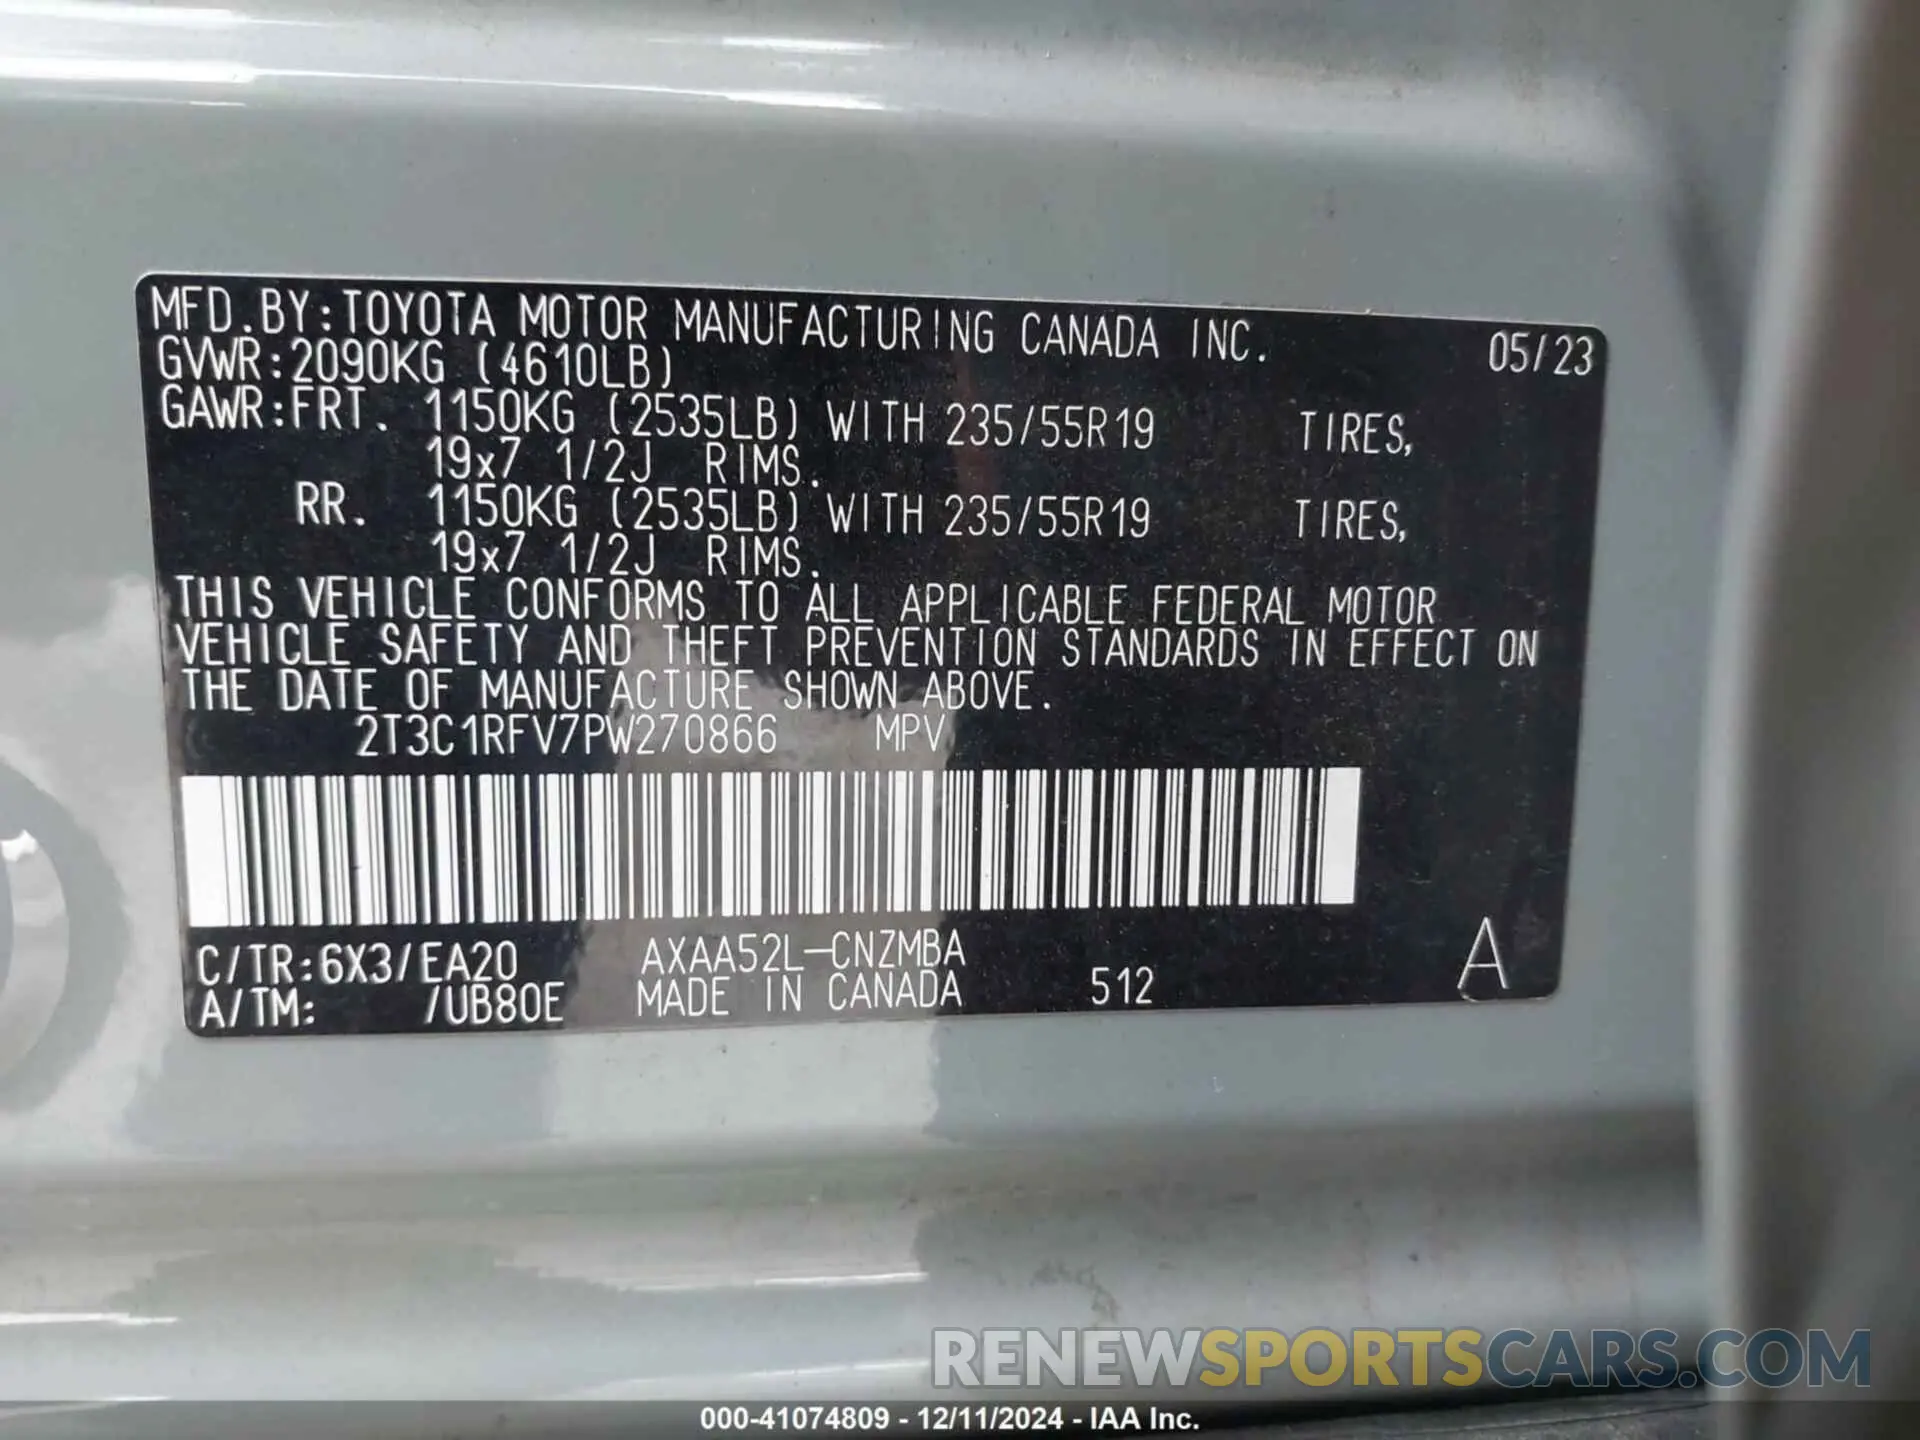 MFD.BY:TOYOTA MOTOR MANUFACTURING CANADA INC. 05/23
GVWR:2090KG (4610LB)
GAWR:FRT. 1150KG (2535LB) WITH 235/55R19 TIRES,
19x7 1/2J RIMS.
RR. 1150KG (2535LB) WITH 235/55R19 TIRES,
19x7 1/2J RIMS.
THIS VEHICLE CONFORMS TO ALL APPLICABLE FEDERAL MOTOR
VEHICLE SAFETY AND THEFT PREVENTION STANDARDS IN EFFECT ON
THE DATE OF MANUFACTURE SHOWN ABOVE.
2T3C1RFV7PW270866 MPV
C/TR:6X3/EA20 AXAA52L-CNZMBA A
A/TM: /UB80E MADE IN CANADA 512
RENEWSPORTSCARS.COM
000-41074809 - 12/11/2024 - IAA Inc.